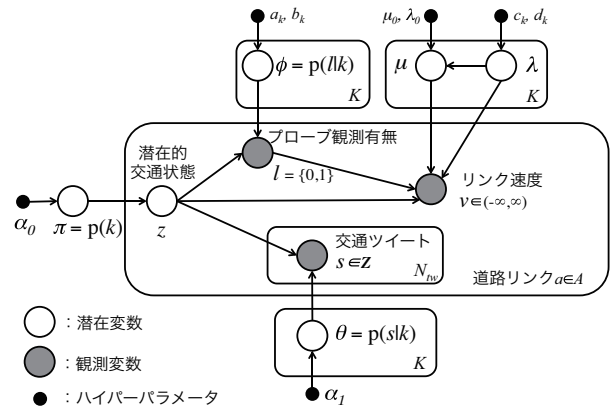 a_k, b_k
μ_0, λ_0
c_k, d_k
ϕ = p(l|k)
K
μ
λ
K
プローブ観測有無
潜在的
交通状態
l = {0,1}
リンク速度
v∈(-∞,∞)
α_0
π = p(k)
z
交通ツイート
s∈Z
N_tw
道路リンクa∈A
θ = p(s|k)
K
α_1
：潜在変数
：観測変数
：ハイパーパラメータ